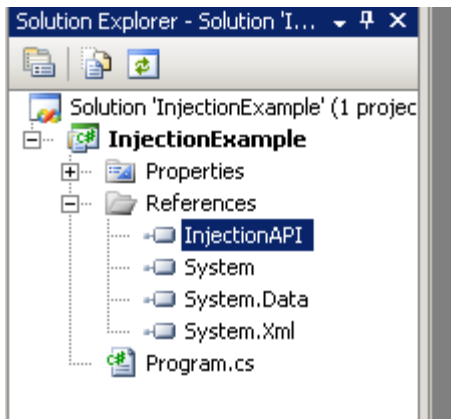 Solution Explorer - Solution 'I...
Solution 'InjectionExample' (1 projec
InjectionExample
Properties
References
InjectionAPI
System
System.Data
System.Xml
Program.cs